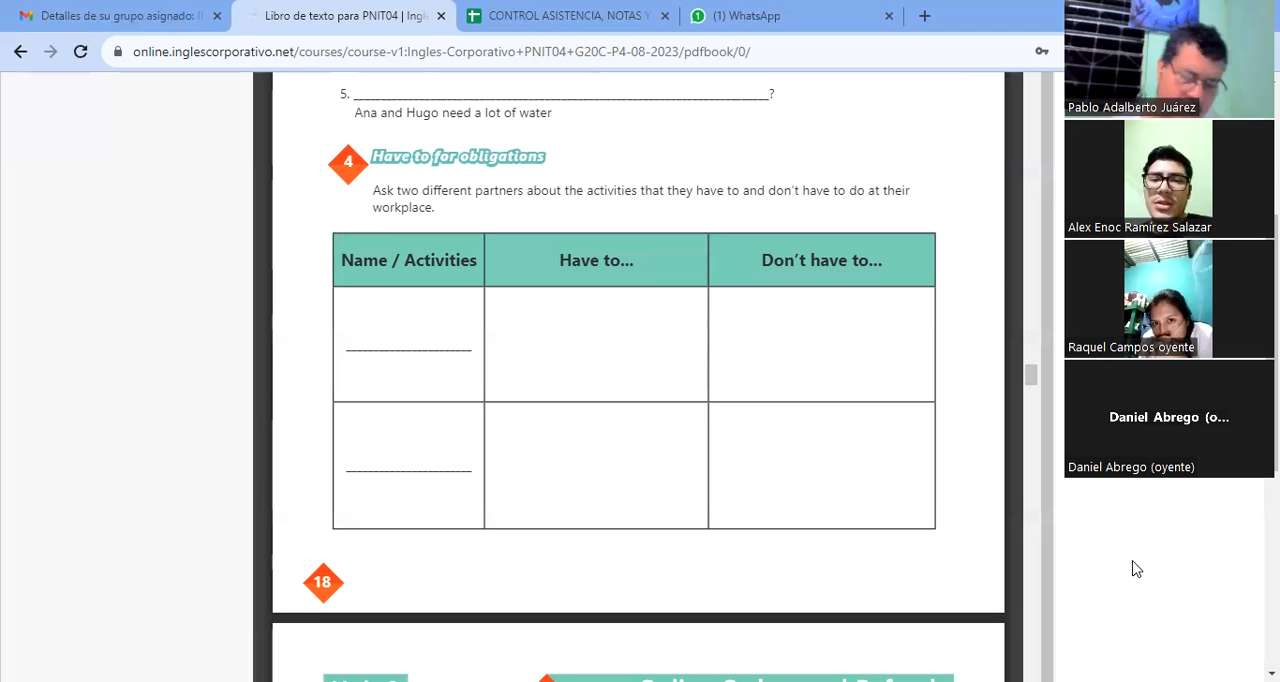 Detalles de su grupo asignado: I
Libro de texto para PNIT04 | Ingl
CONTROL ASISTENCIA, NOTAS Y
(1) WhatsApp
online.inglescorporativo.net/courses/course-v1:Ingles-Corporativo+PNIT04+G20C-P4-08-2023/pdfbook/0/
5. ______________________________________________________________?
Ana and Hugo need a lot of water
4 Have to for obligations
Ask two different partners about the activities that they have to and don't have to do at their
workplace.
Name / Activities Have to... Don't have to...
___________________
___________________
18
Pablo Adalberto Juárez
Alex Enoc Ramírez Salazar
Raquel Campos oyente
Daniel Abrego (o...
Daniel Abrego (oyente)